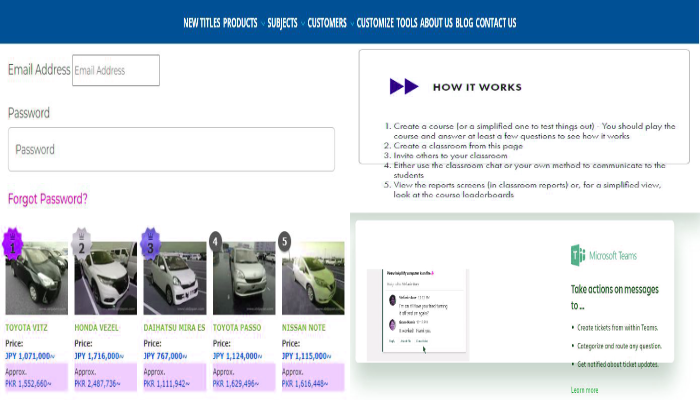 NEW TITLES PRODUCTS SUBJECTS CUSTOMERS CUSTOMIZE TOOLS ABOUT US BLOG CONTACT US
Email Address
Email Address
Password
Password
Forgot Password?
1
2
3
4
5
TOYOTA VITZ
HONDA VEZEL
DAIHATSU MIRA ES
TOYOTA PASSO
NISSAN NOTE
Price:
Price:
Price:
Price:
Price:
JPY 1,071,000~
JPY 1,716,000~
JPY 767,000~
JPY 1,124,000~
JPY 1,115,000~
Approx.
Approx.
Approx.
Approx.
Approx.
PKR 1,552,660~
PKR 2,487,736~
PKR 1,111,942~
PKR 1,629,496~
PKR 1,616,448~
HOW IT WORKS
1. Create a course (or a simplified one to test things out) - You should play the
course and answer at least a few questions to see how it works
2. Create a classroom from this page
3. Invite others to your classroom
4. Either use the classroom chat or your own method to communicate to the
students
5. View the reports screens (in classroom reports) or, for a simplified view,
look at the course leaderboards
Microsoft Teams
Take actions on messages
to ...
• Create tickets from within Teams.
• Categorize and route any question.
• Get notified about ticket updates.
Learn more